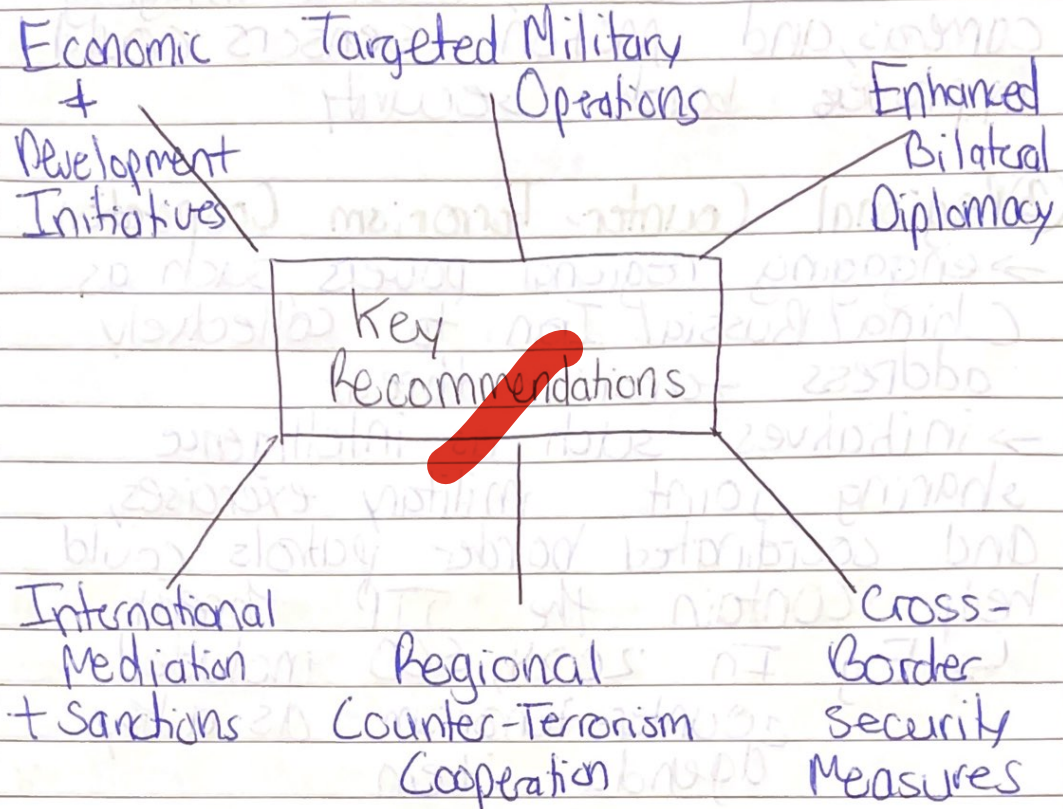 Economic
+
Development
Initiatives
Targeted Military
Operations
Enhanced
Bilateral
Diplomacy
Key
Recommendations
International
Mediation
+ Sanctions
Regional
Counter-Terrorism
Cooperation
Cross-
Border
Security
Measures